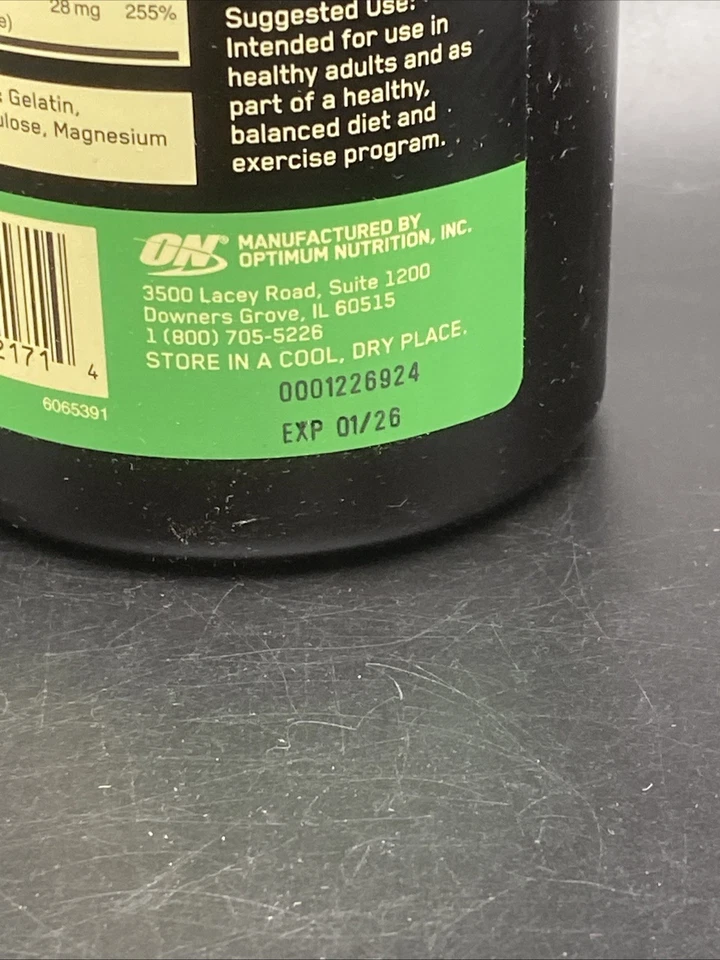 28 mg 255%
Gelatin,
Magnesium
Suggested Use:
Intended for use in
healthy adults and as
part of a healthy,
balanced diet and
exercise program.
ON® MANUFACTURED BY
OPTIMUM NUTRITION, INC.
3500 Lacey Road, Suite 1200
Downers Grove, IL 60515
1 (800) 705-5226
STORE IN A COOL, DRY PLACE.
0001226924
EXP 01/26
2171 4
6065391